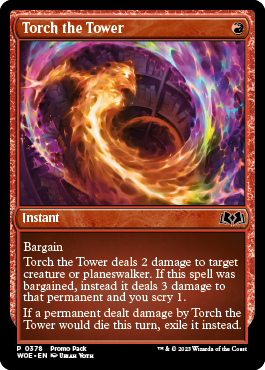 Torch the Tower
Instant
Bargain
Torch the Tower deals 2 damage to target
creature or planeswalker. If this spell was
bargained, instead it deals 3 damage to
that permanent and you scry 1.
If a permanent dealt damage by Torch the
Tower would die this turn, exile it instead.
P 0378 Promo Pack
WOE • EN Uriah Voth
™ & © 2023 Wizards of the Coast